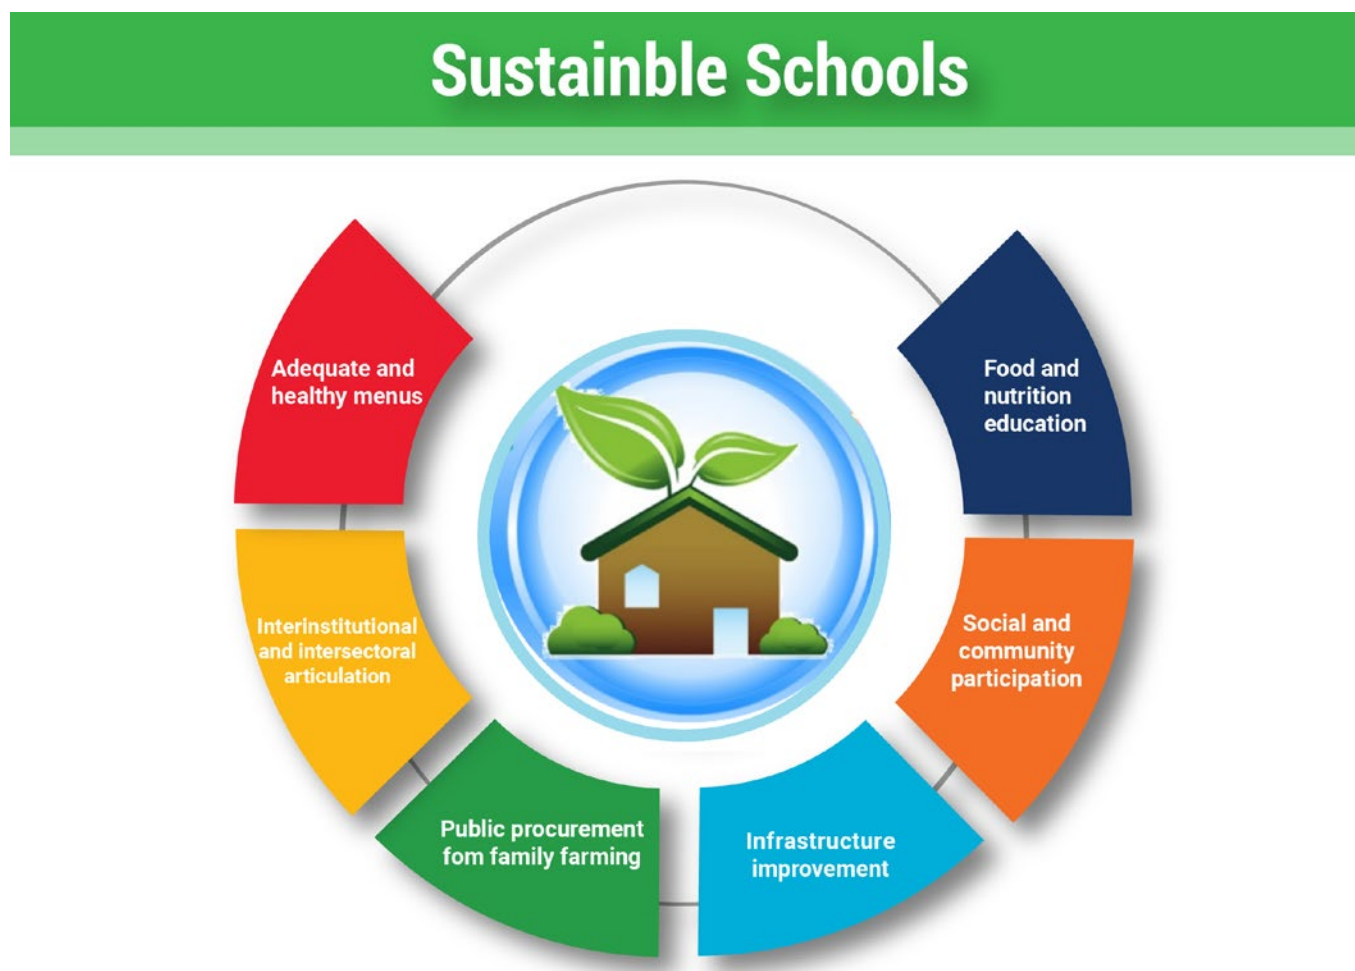 Sustainble Schools
Adequate and
healthy menus
Interinstitutional
and intersectoral
articulation
Public procurement
fom family farming
Infrastructure
improvement
Social and
community
participation
Food and
nutrition
education